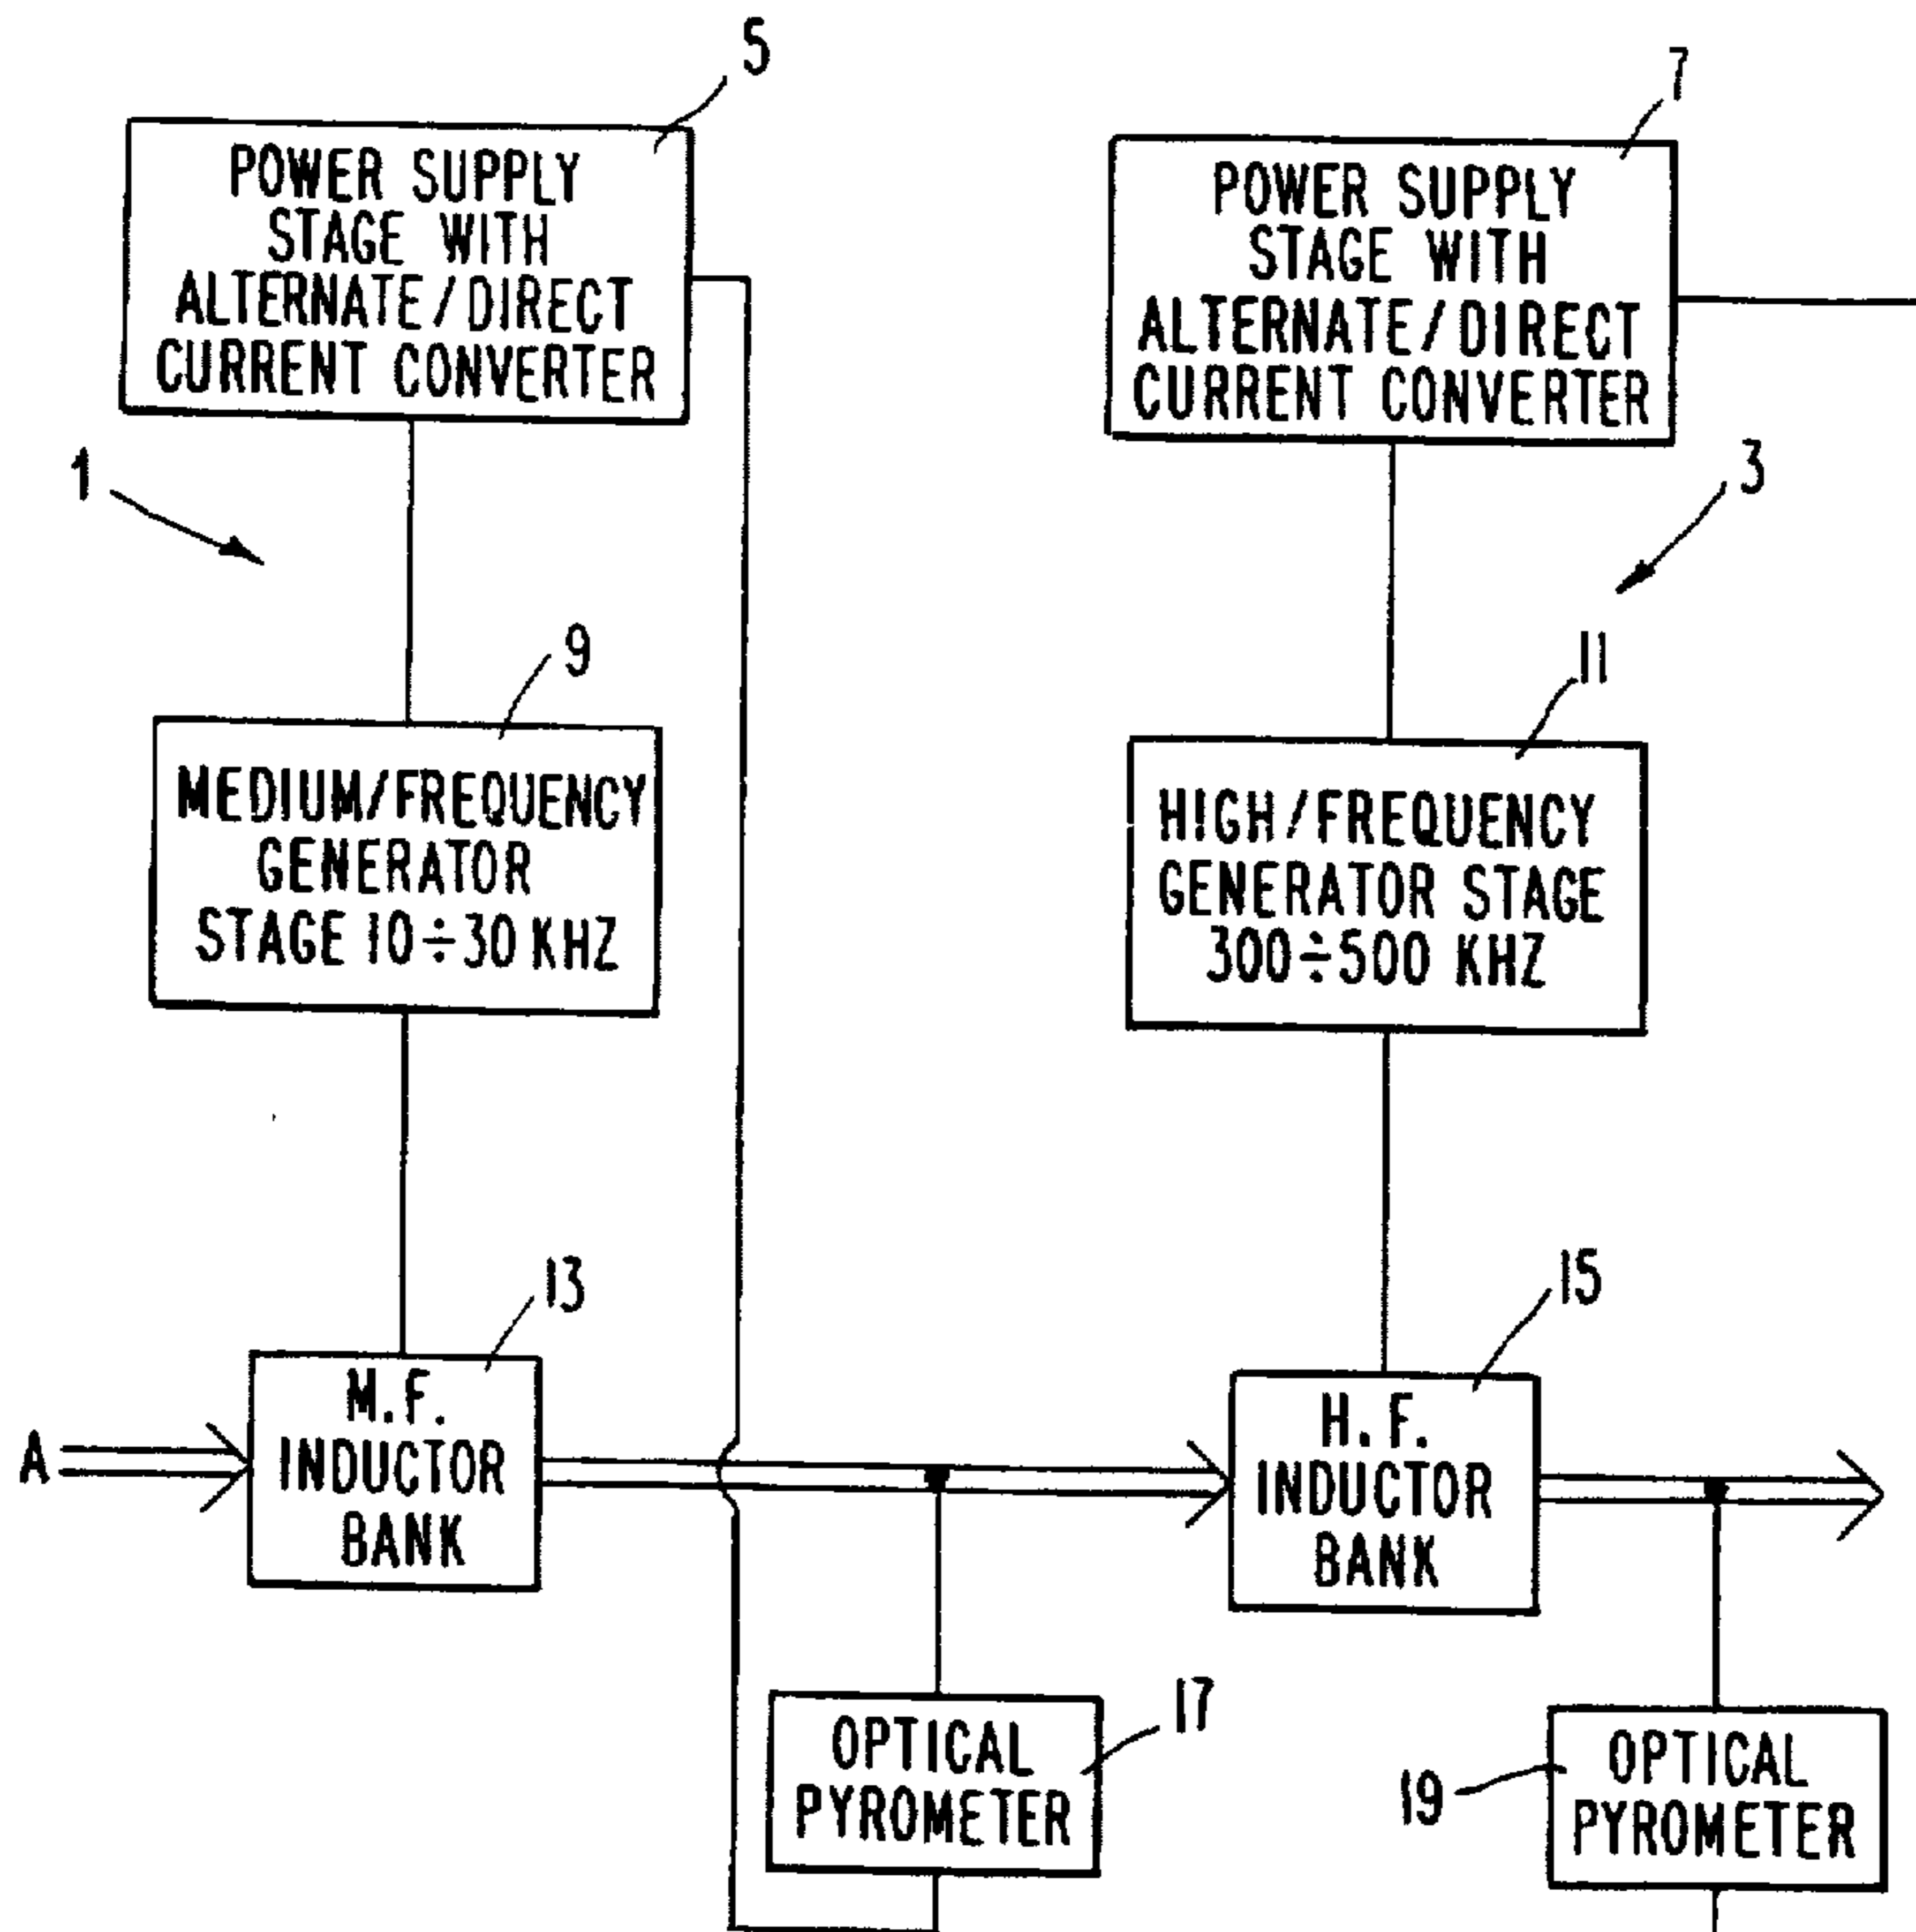 5
POWER SUPPLY
STAGE WITH
ALTERNATE/DIRECT
CURRENT CONVERTER
7
POWER SUPPLY
STAGE WITH
ALTERNATE/DIRECT
CURRENT CONVERTER
1
3
9
MEDIUM/FREQUENCY
GENERATOR
STAGE 10÷30 KHZ
11
HIGH/FREQUENCY
GENERATOR STAGE
300÷500 KHZ
13
M.F.
INDUCTOR
BANK
15
H.F.
INDUCTOR
BANK
A
17
OPTICAL
PYROMETER
19
OPTICAL
PYROMETER